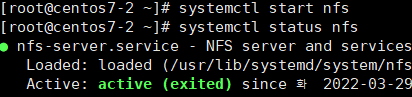 [root@centos7-2 ~]# systemctl start nfs
[root@centos7-2 ~]# systemctl status nfs
● nfs-server.service - NFS server and services
Loaded: loaded (/usr/lib/systemd/system/nfs
Active: active (exited) since 화 2022-03-29